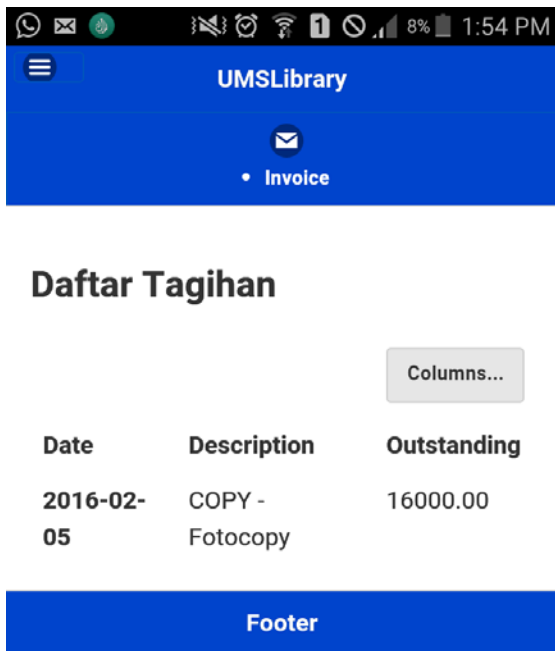 1 8% 1:54 PM
UMSLibrary
• Invoice
Daftar Tagihan
Columns...
Date Description Outstanding
2016-02- COPY - 16000.00
05 Fotocopy
Footer